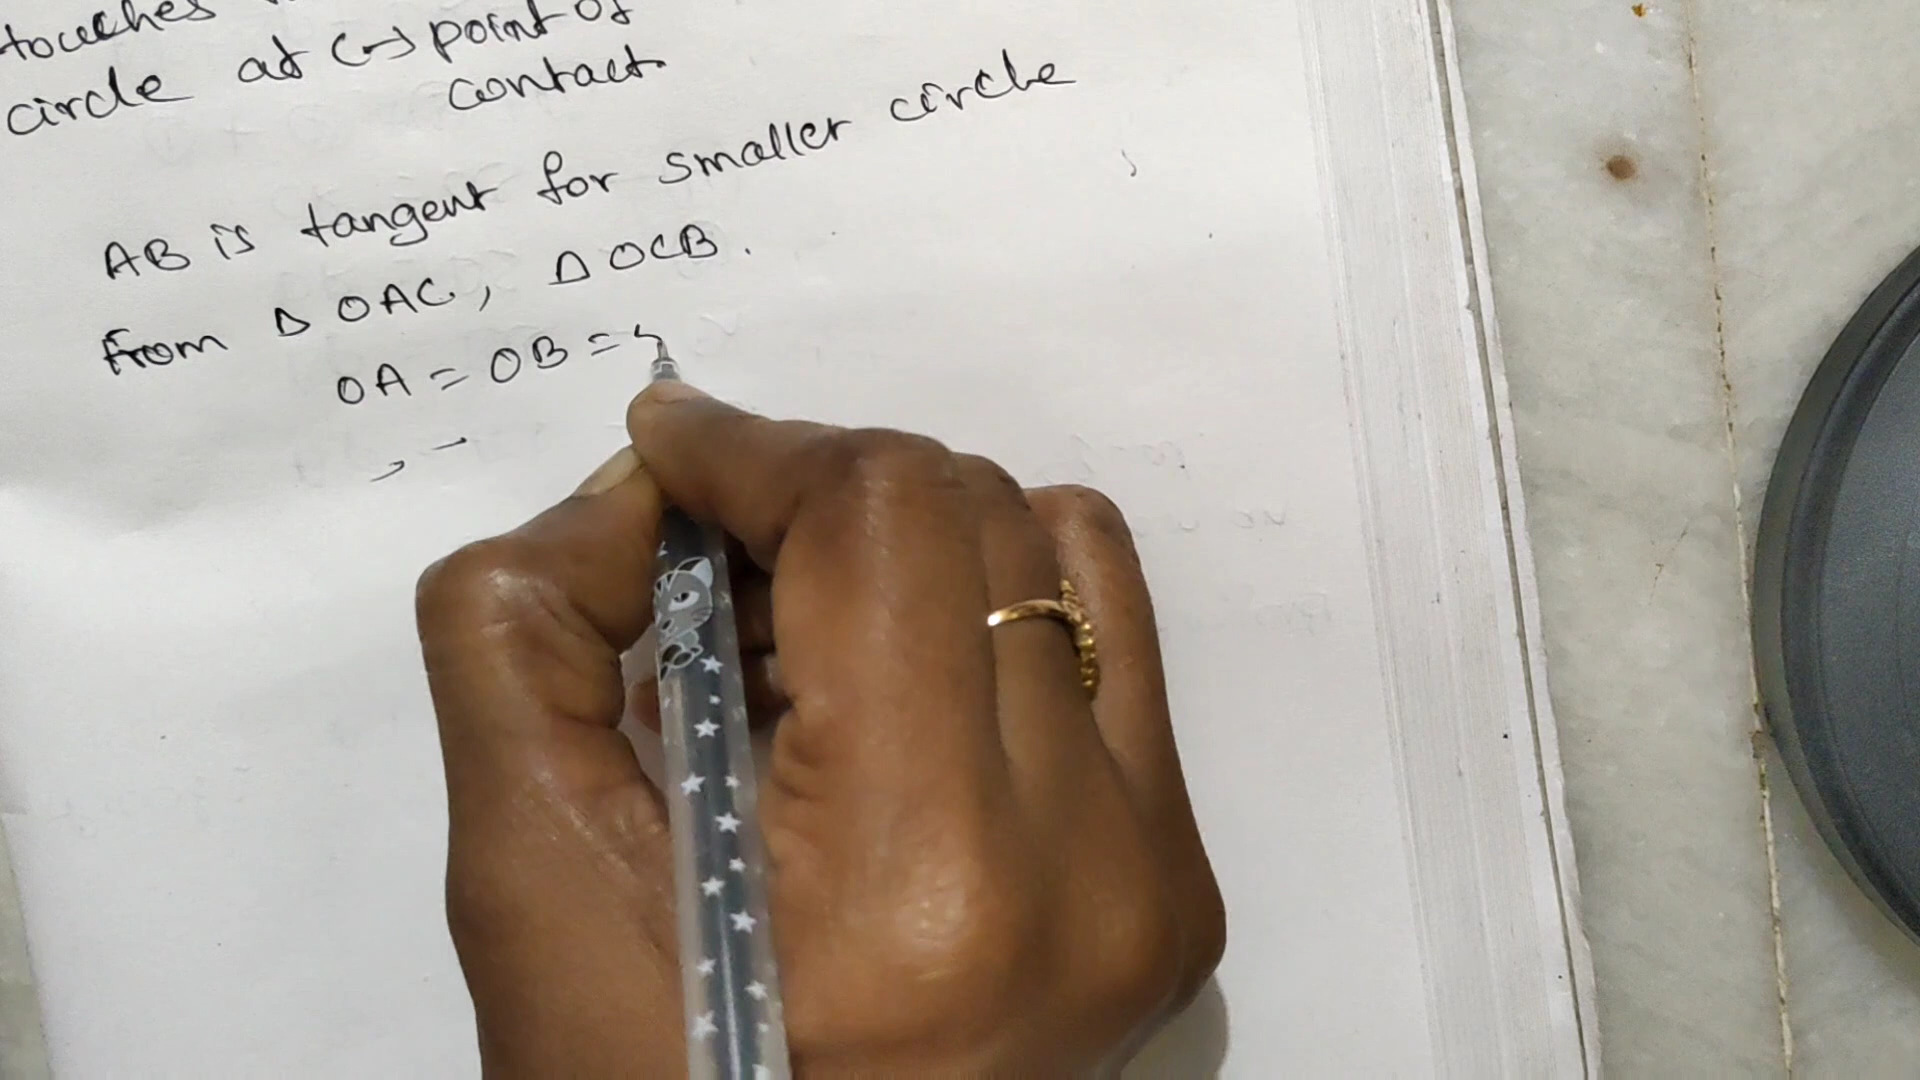 touches
circle at C → point of
contact
AB is tangent for smaller circle
From Δ OAC, Δ OCB.
OA = OB =